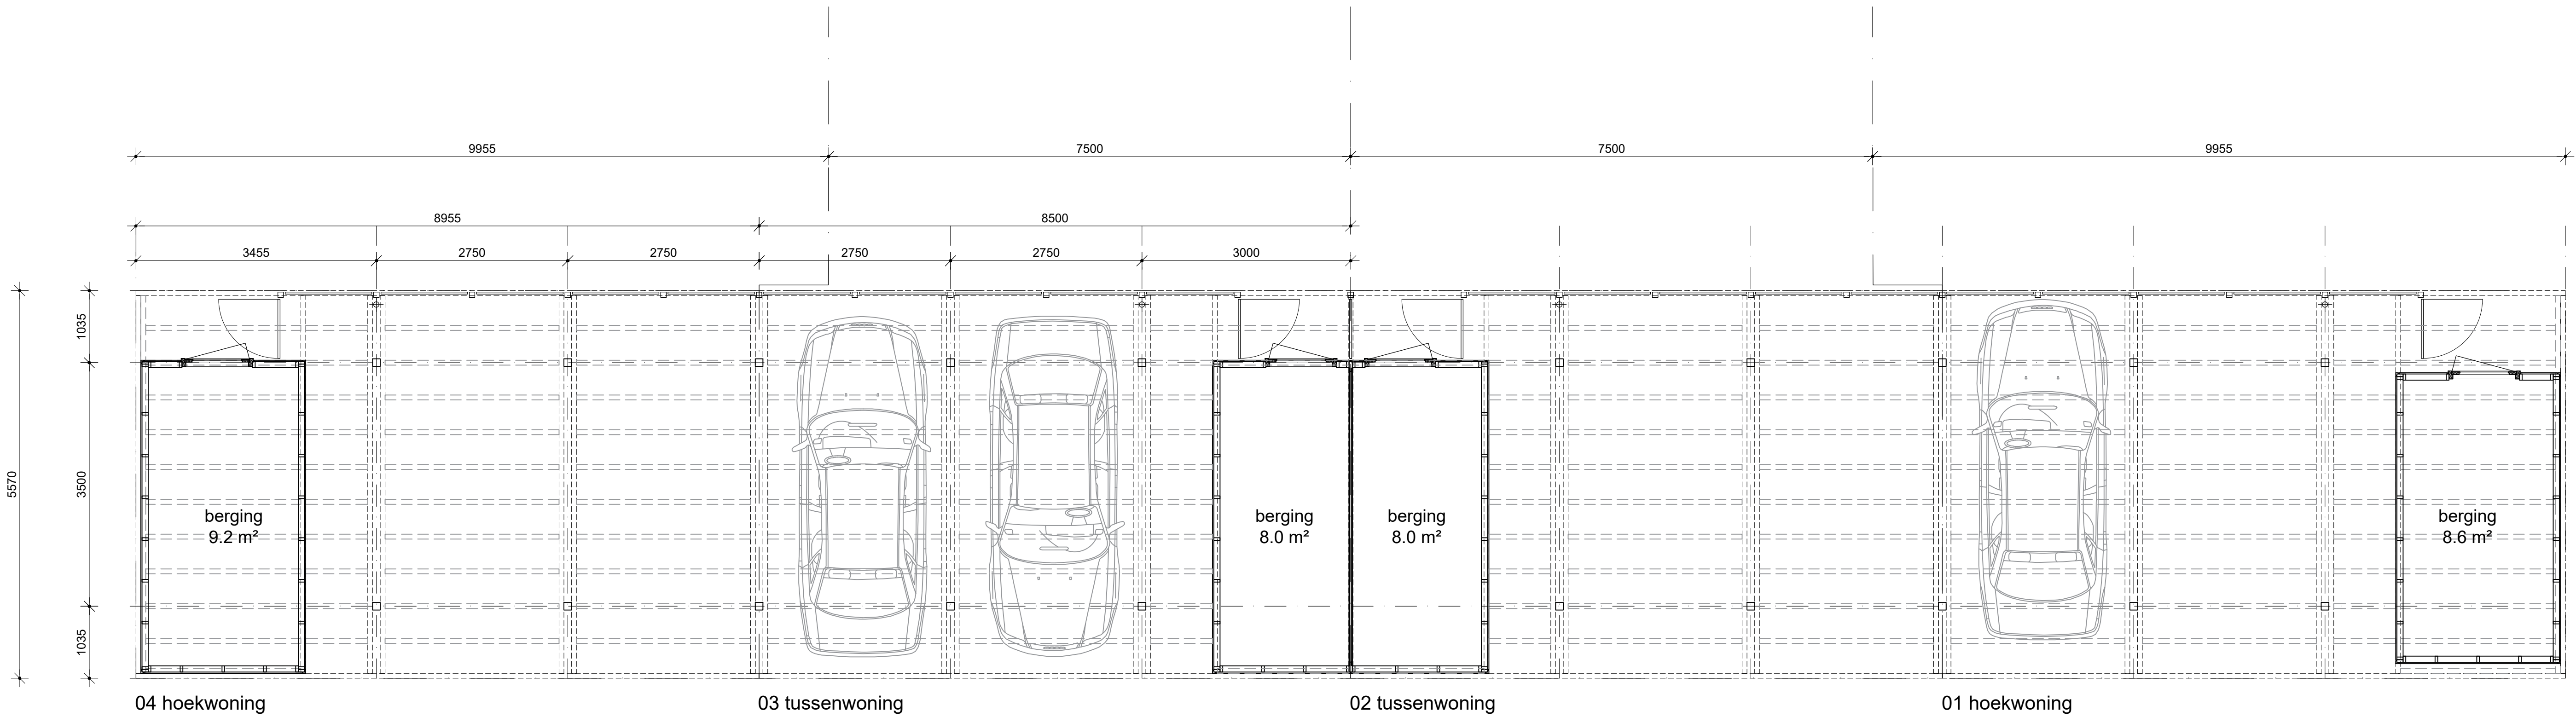 9955
7500
7500
9955
8955
8500
3455
2750
2750
2750
2750
3000
1035
3500
5570
1035
berging
9.2 m²
berging
8.0 m²
berging
8.0 m²
berging
8.6 m²
04 hoekwoning
03 tussenwoning
02 tussenwoning
01 hoekwoning